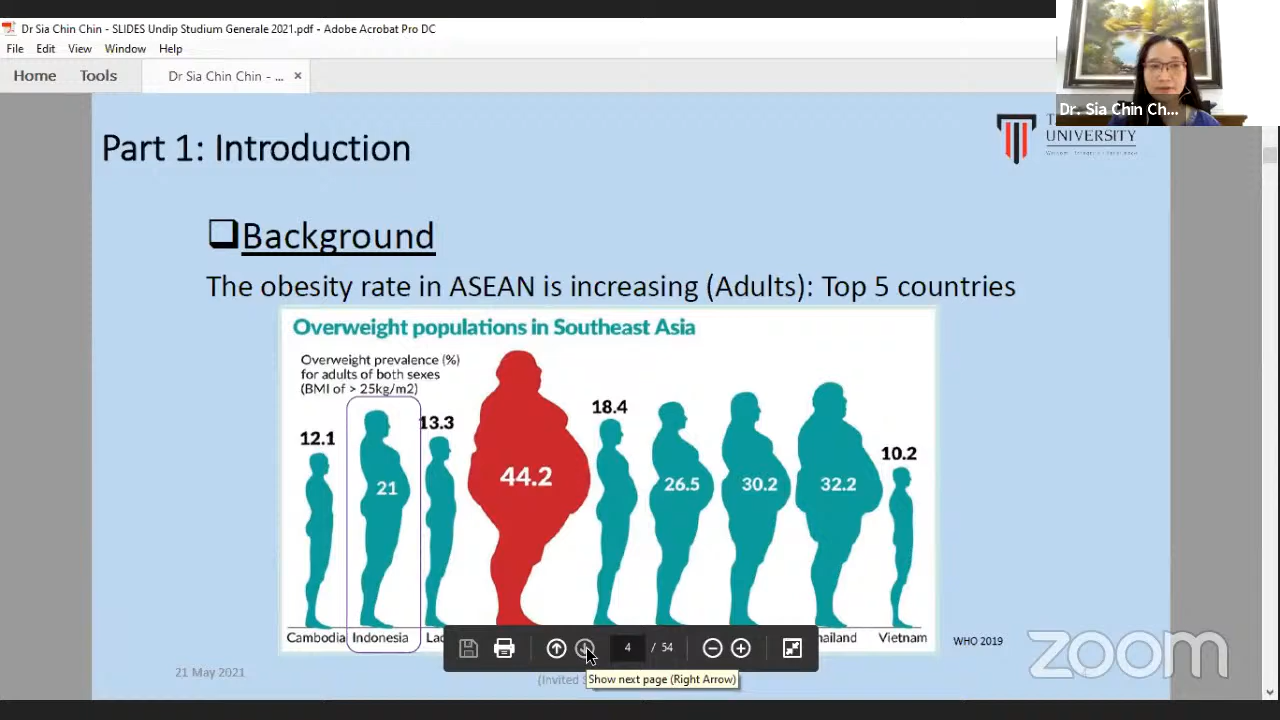 Dr Sia Chin Chin - SLIDES Undip Studium Generale 2021.pdf - Adobe Acrobat Pro DC
File Edit View Window Help
Home Tools Dr Sia Chin Chin - ... ×
Dr. Sia Chin Ch...
UNIVERSITY
Part 1: Introduction
Background
The obesity rate in ASEAN is increasing (Adults): Top 5 countries
Overweight populations in Southeast Asia
Overweight prevalence (%)
for adults of both sexes
(BMI of > 25kg/m2)
12.1 21 13.3 44.2 18.4 26.5 30.2 32.2 10.2
Cambodia Indonesia Vietnam
WHO 2019
4 / 54
Show next page (Right Arrow)
21 May 2021
(Invited
zoom